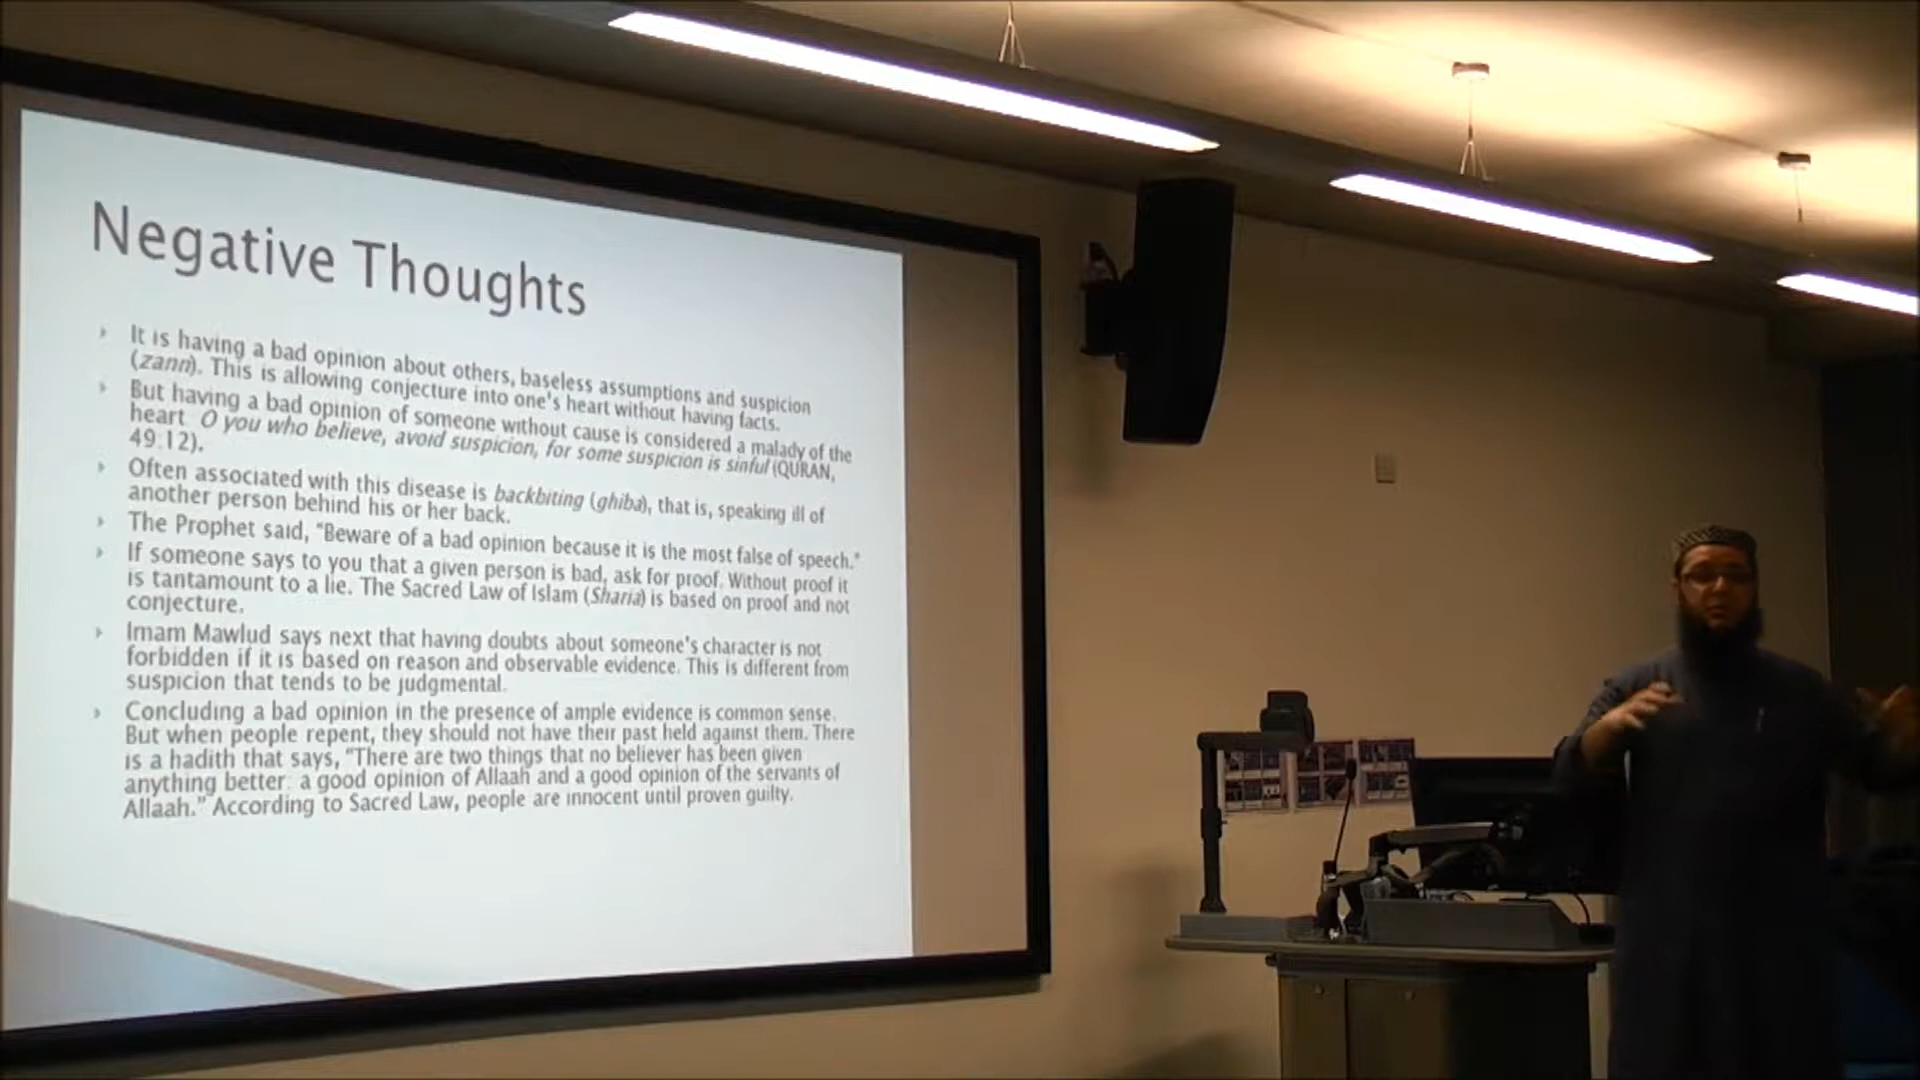 Negative Thoughts
It is having a bad opinion about others, baseless assumptions and suspicion
(zann). This is allowing conjecture into one's heart without having facts.
But having a bad opinion of someone without cause is considered a malady of the
heart O you who believe, avoid suspicion, for some suspicion is sinful (QURAN,
49:12).
Often associated with this disease is backbiting (ghiba), that is, speaking ill of
another person behind his or her back.
The Prophet said, "Beware of a bad opinion because it is the most false of speech."
If someone says to you that a given person is bad, ask for proof. Without proof it
is tantamount to a lie. The Sacred Law of Islam (Sharia) is based on proof and not
conjecture.
Imam Mawlud says next that having doubts about someone's character is not
forbidden if it is based on reason and observable evidence. This is different from
suspicion that tends to be judgmental.
Concluding a bad opinion in the presence of ample evidence is common sense.
But when people repent, they should not have their past held against them. There
is a hadith that says, "There are two things that no believer has been given
anything better: a good opinion of Allaah and a good opinion of the servants of
Allaah." According to Sacred Law, people are innocent until proven guilty.